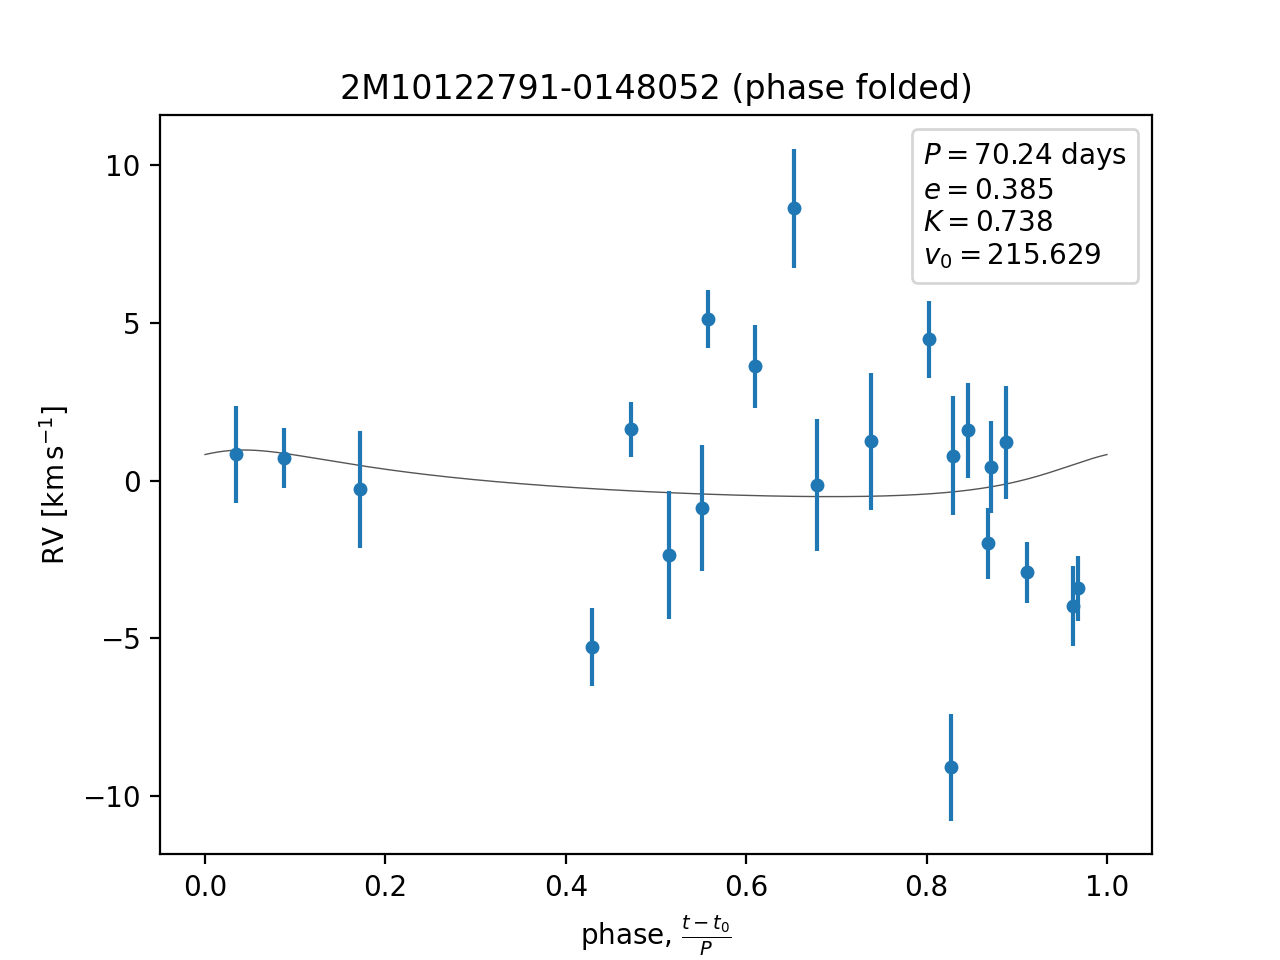 2M10122791-0148052 (phase folded)
P = 70.24 days
e = 0.385
K = 0.738
v₀ = 215.629
10
5
0
−5
−10
RV [km s⁻¹]
0.0 0.2 0.4 0.6 0.8 1.0
phase, (t − t₀)/P